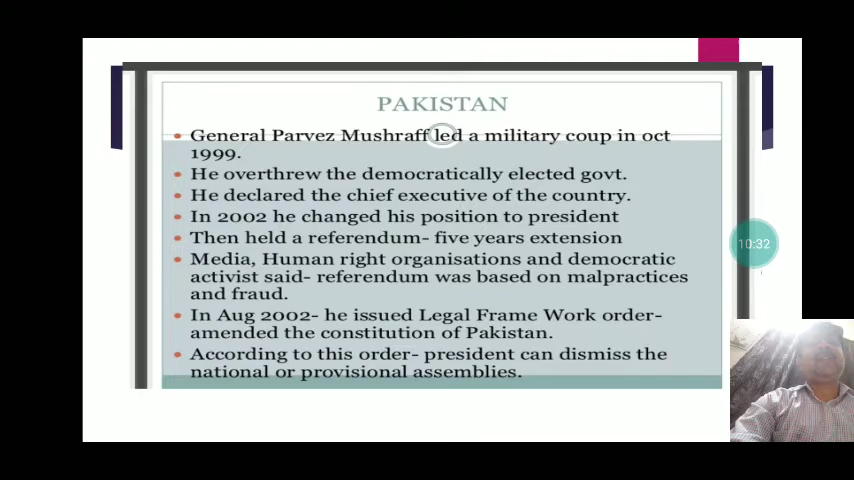 PAKISTAN
General Parvez Mushraff led a military coup in oct
1999.
He overthrew the democratically elected govt.
He declared the chief executive of the country.
In 2002 he changed his position to president
Then held a referendum- five years extension
Media, Human right organisations and democratic
activist said- referendum was based on malpractices
and fraud.
In Aug 2002- he issued Legal Frame Work order-
amended the constitution of Pakistan.
According to this order- president can dismiss the
national or provisional assemblies.
10:32